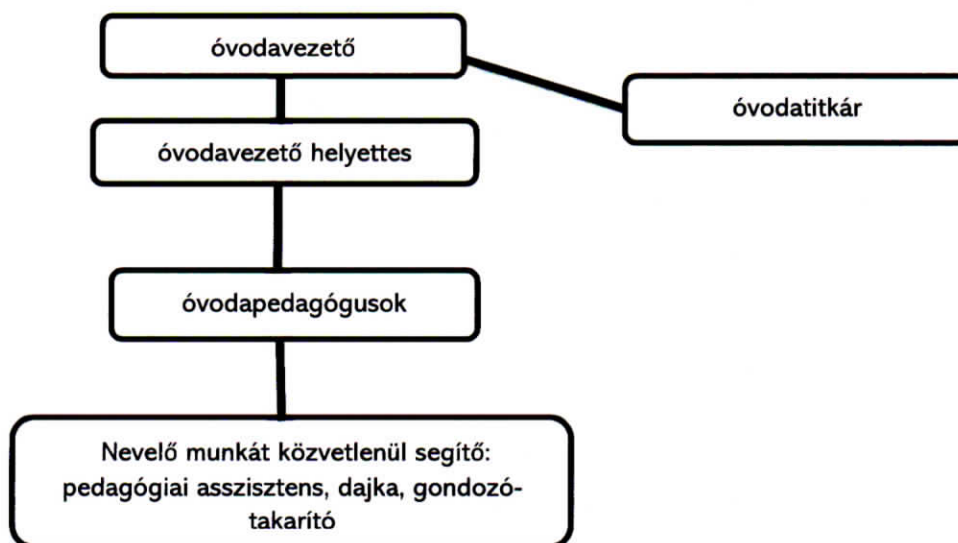 óvodavezető
óvodatitkár
óvodavezető helyettes
óvodapedagógusok
Nevelő munkát közvetlenül segítő:
pedagógiai asszisztens, dajka, gondozó-
takarító